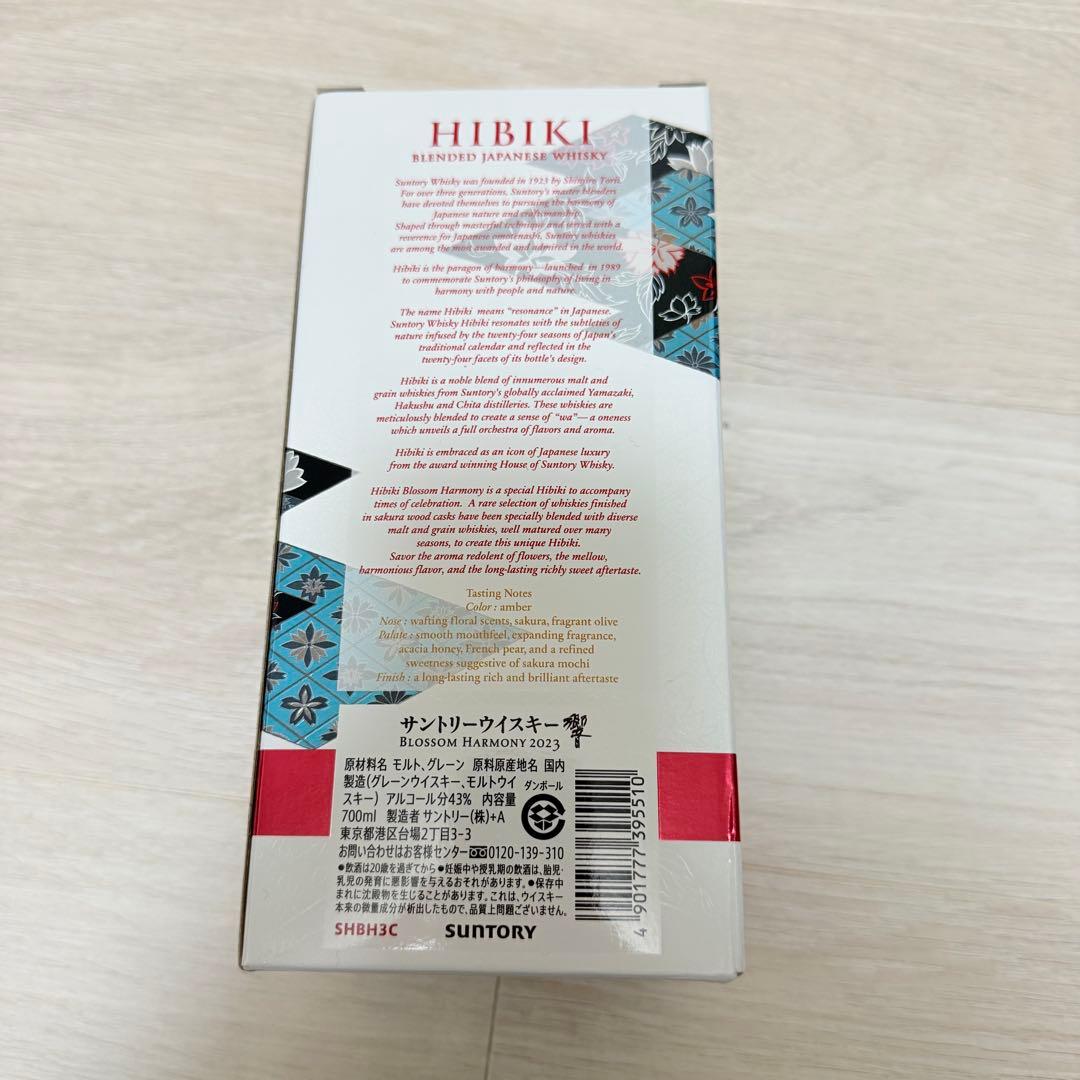 HIBIKI
BLENDED JAPANESE WHISKY
Suntory Whisky was founded in 1923 by Shinjiro Torii.
For over three generations, Suntory's master blenders
have devoted themselves to pursuing the harmony of
Japanese nature and craftsmanship.
Shaped through masterful technique and served with a
reverence for Japanese omotenashi, Suntory whiskies
are among the most awarded and admired in the world.
Hibiki is the paragon of harmony—launched in 1989
to commemorate Suntory's philosophy of living in
harmony with people and nature.
The name Hibiki means "resonance" in Japanese.
Suntory Whisky Hibiki resonates with the subtleties of
nature infused by the twenty-four seasons of Japan's
traditional calendar and reflected in the
twenty-four facets of its bottle's design.
Hibiki is a noble blend of innumerous malt and
grain whiskies from Suntory's globally acclaimed Yamazaki,
Hakushu and Chita distilleries. These whiskies are
meticulously blended to create a sense of "wa"— a oneness
which unveils a full orchestra of flavors and aroma.
Hibiki is embraced as an icon of Japanese luxury
from the award winning House of Suntory Whisky.
Hibiki Blossom Harmony is a special Hibiki to accompany
times of celebration. A rare selection of whiskies finished
in sakura wood casks have been specially blended with diverse
malt and grain whiskies, well matured over many
seasons, to create this unique Hibiki.
Savor the aroma redolent of flowers, the mellow,
harmonious flavor, and the long-lasting richly sweet aftertaste.
Tasting Notes
Color : amber
Nose : wafting floral scents, sakura, fragrant olive
Palate : smooth mouthfeel, expanding fragrance,
acacia honey, French pear, and a refined
sweetness suggestive of sakura mochi
Finish : a long-lasting rich and brilliant aftertaste
サントリーウイスキー響
BLOSSOM HARMONY 2023
原材料名 モルト、グレーン 原料原産地名 国内
製造(グレーンウイスキー、モルトウイ
スキー) アルコール分43% 内容量
700ml 製造者 サントリー(株)+A
東京都港区台場2丁目3-3
お問い合わせはお客様センター0120-139-310
●飲酒は20歳を過ぎてから●妊娠中や授乳期の飲酒は、胎児・
乳児の発育に悪影響を与えるおそれがあります。●保存中
まれに沈殿物を生じることがあります。これは、ウイスキー
本来の微量成分が析出したもので、品質上問題ございません。
SHBH3C SUNTORY
ダンボール
4 901777 395510